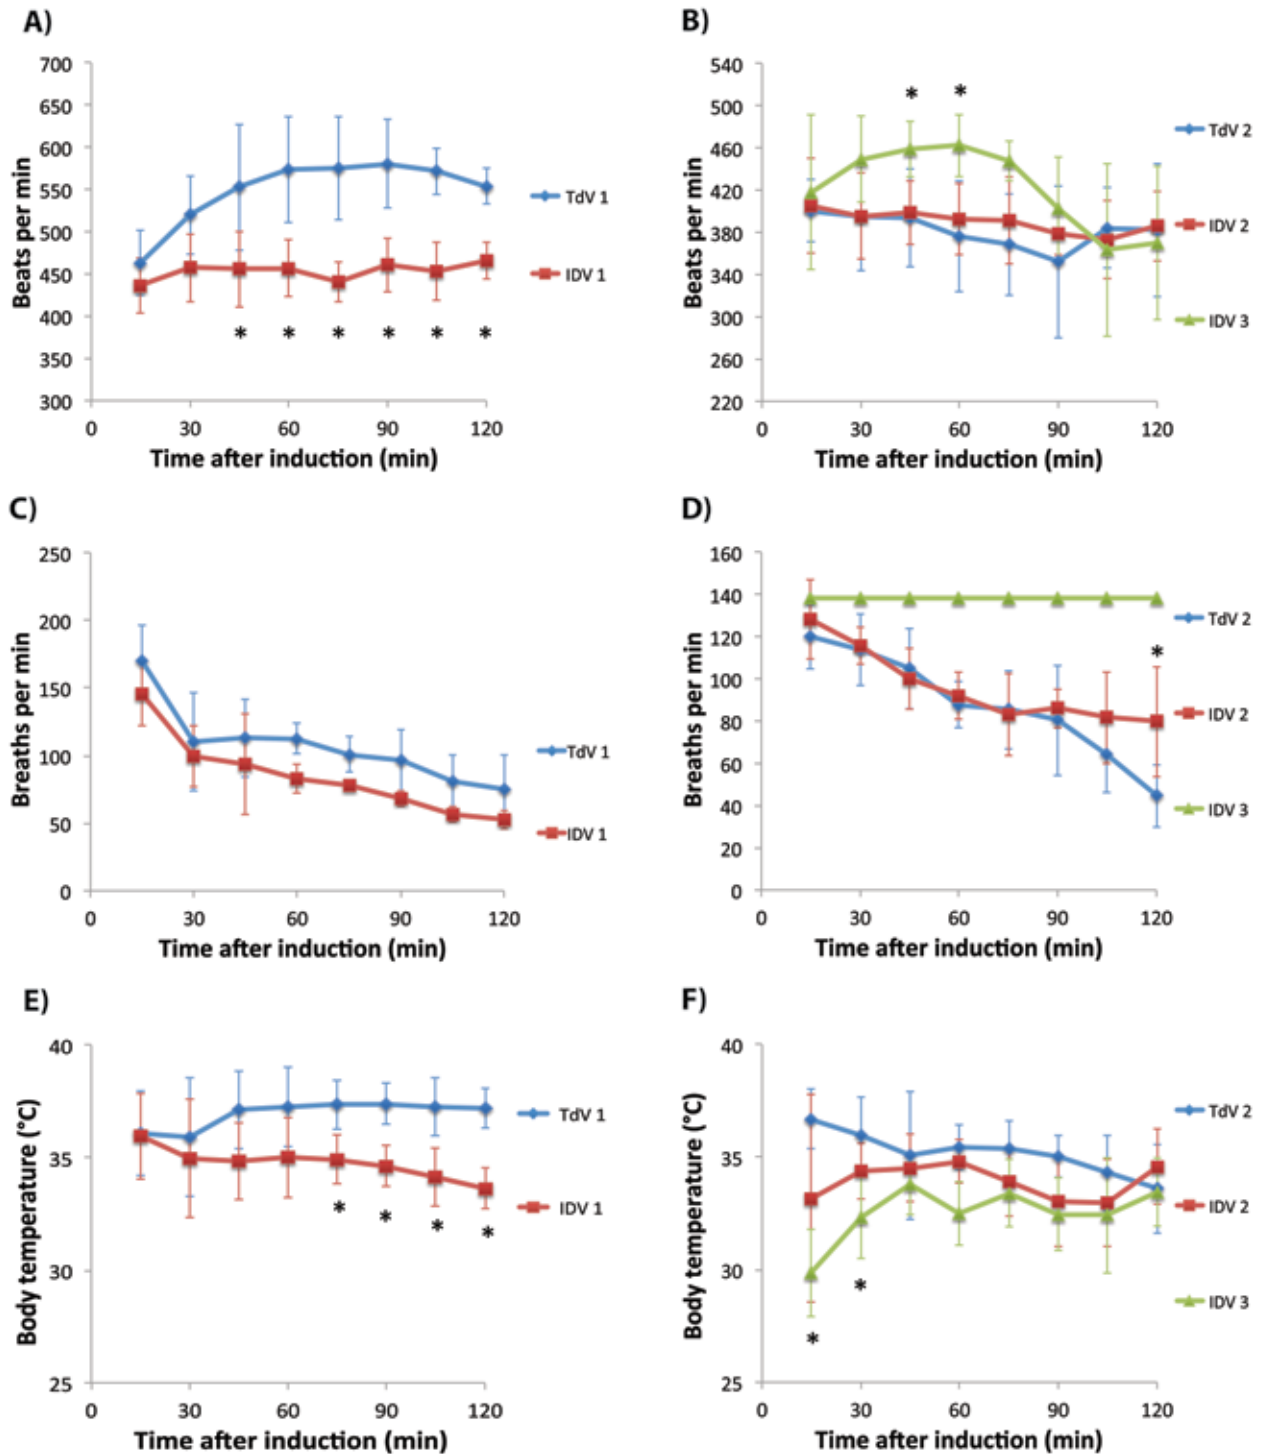 A)
700
650
600
550
500
450
400
350
300
Beats per min
0 30 60 90 120
Time after induction (min)
TdV 1
IDV 1
* * * * * *
B)
540
500
460
420
380
340
300
260
220
Beats per min
0 30 60 90 120
Time after induction (min)
* *
TdV 2
IDV 2
IDV 3
C)
250
200
150
100
50
0
Breaths per min
0 30 60 90 120
Time after induction (min)
TdV 1
IDV 1
D)
160
140
120
100
80
60
40
20
0
Breaths per min
0 30 60 90 120
Time after induction (min)
*
TdV 2
IDV 2
IDV 3
E)
40
35
30
25
Body temperature (°C)
0 30 60 90 120
Time after induction (min)
TdV 1
IDV 1
* * * *
F)
40
35
30
25
Body temperature (°C)
0 30 60 90 120
Time after induction (min)
* *
TdV 2
IDV 2
IDV 3